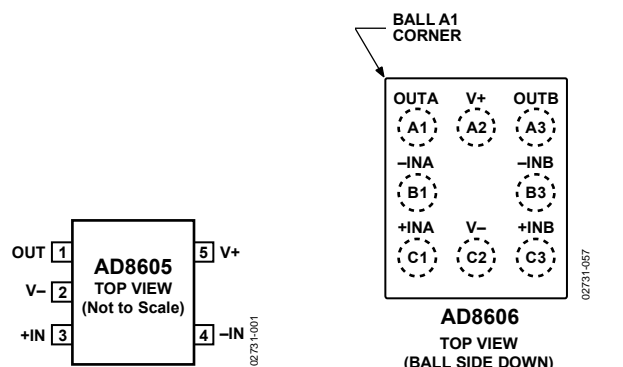 OUT 1
V– 2
+IN 3
AD8605
TOP VIEW
(Not to Scale)
5 V+
4 –IN
02731-001
BALL A1
CORNER
OUTA V+ OUTB
A1 A2 A3
–INA –INB
B1 B3
+INA V– +INB
C1 C2 C3
02731-057
AD8606
TOP VIEW
(BALL SIDE DOWN)